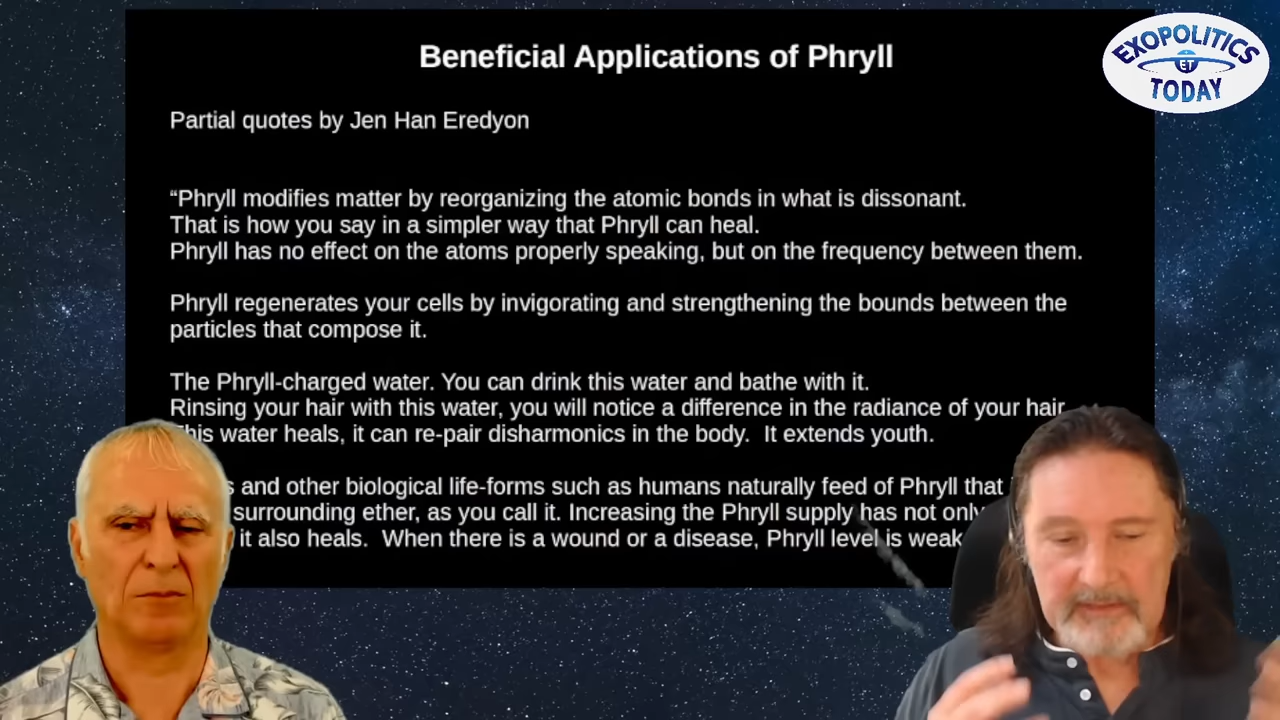 Beneficial Applications of Phryll
EXOPOLITICS
ET
TODAY
Partial quotes by Jen Han Eredyon
“Phryll modifies matter by reorganizing the atomic bonds in what is dissonant.
That is how you say in a simpler way that Phryll can heal.
Phryll has no effect on the atoms properly speaking, but on the frequency between them.
Phryll regenerates your cells by invigorating and strengthening the bounds between the
particles that compose it.
The Phryll-charged water. You can drink this water and bathe with it.
Rinsing your hair with this water, you will notice a difference in the radiance of your hair
This water heals, it can re-pair disharmonics in the body.  It extends youth.
and other biological life-forms such as humans naturally feed of Phryll that
surrounding ether, as you call it. Increasing the Phryll supply has not only
it also heals.  When there is a wound or a disease, Phryll level is weak